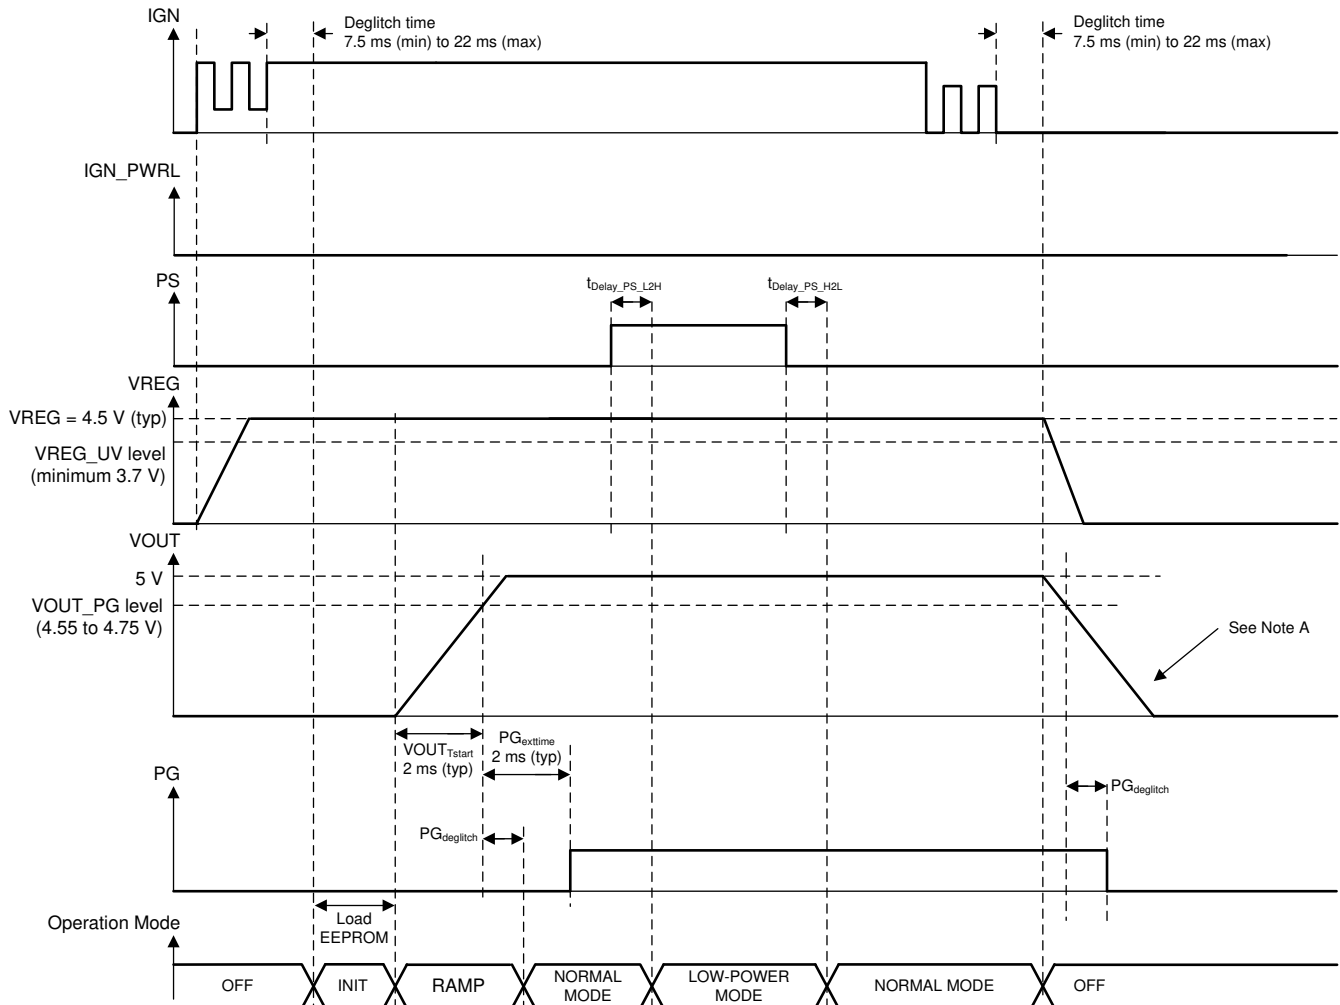 IGN
Deglitch time
7.5 ms (min) to 22 ms (max)
Deglitch time
7.5 ms (min) to 22 ms (max)
IGN_PWRL
PS
tDelay_PS_L2H
tDelay_PS_H2L
VREG
VREG = 4.5 V (typ)
VREG_UV level
(minimum 3.7 V)
VOUT
5 V
VOUT_PG level
(4.55 to 4.75 V)
See Note A
VOUTTstart
2 ms (typ)
PGexttime
2 ms (typ)
PG
PGdeglitch
PGdeglitch
Load
EEPROM
Operation Mode
OFF
INIT
RAMP
NORMAL
MODE
LOW-POWER
MODE
NORMAL MODE
OFF